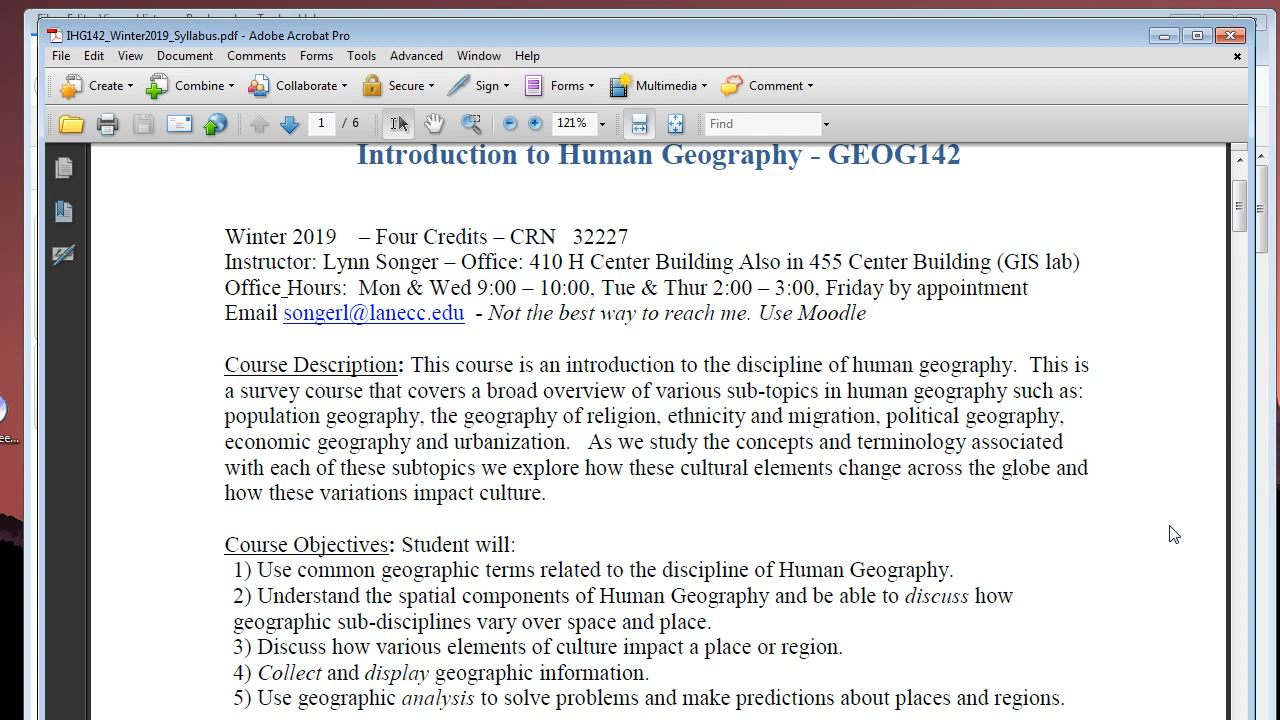 IHG142_Winter2019_Syllabus.pdf - Adobe Acrobat Pro
File Edit View Document Comments Forms Tools Advanced Window Help
Create Combine Collaborate Secure Sign Forms Multimedia Comment
1 / 6 121% Find
Introduction to Human Geography - GEOG142
Winter 2019 – Four Credits – CRN 32227
Instructor: Lynn Songer – Office: 410 H Center Building Also in 455 Center Building (GIS lab)
Office Hours: Mon & Wed 9:00 – 10:00, Tue & Thur 2:00 – 3:00, Friday by appointment
Email songerl@lanecc.edu - Not the best way to reach me. Use Moodle
Course Description: This course is an introduction to the discipline of human geography. This is
a survey course that covers a broad overview of various sub-topics in human geography such as:
population geography, the geography of religion, ethnicity and migration, political geography,
economic geography and urbanization. As we study the concepts and terminology associated
with each of these subtopics we explore how these cultural elements change across the globe and
how these variations impact culture.
Course Objectives: Student will:
1) Use common geographic terms related to the discipline of Human Geography.
2) Understand the spatial components of Human Geography and be able to discuss how
geographic sub-disciplines vary over space and place.
3) Discuss how various elements of culture impact a place or region.
4) Collect and display geographic information.
5) Use geographic analysis to solve problems and make predictions about places and regions.